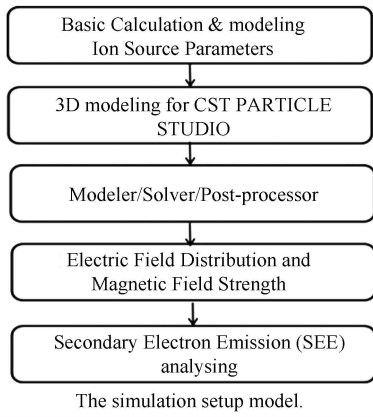 Basic Calculation & modeling
Ion Source Parameters
3D modeling for CST PARTICLE
STUDIO
Modeler/Solver/Post-processor
Electric Field Distribution and
Magnetic Field Strength
Secondary Electron Emission (SEE)
analysing
The simulation setup model.